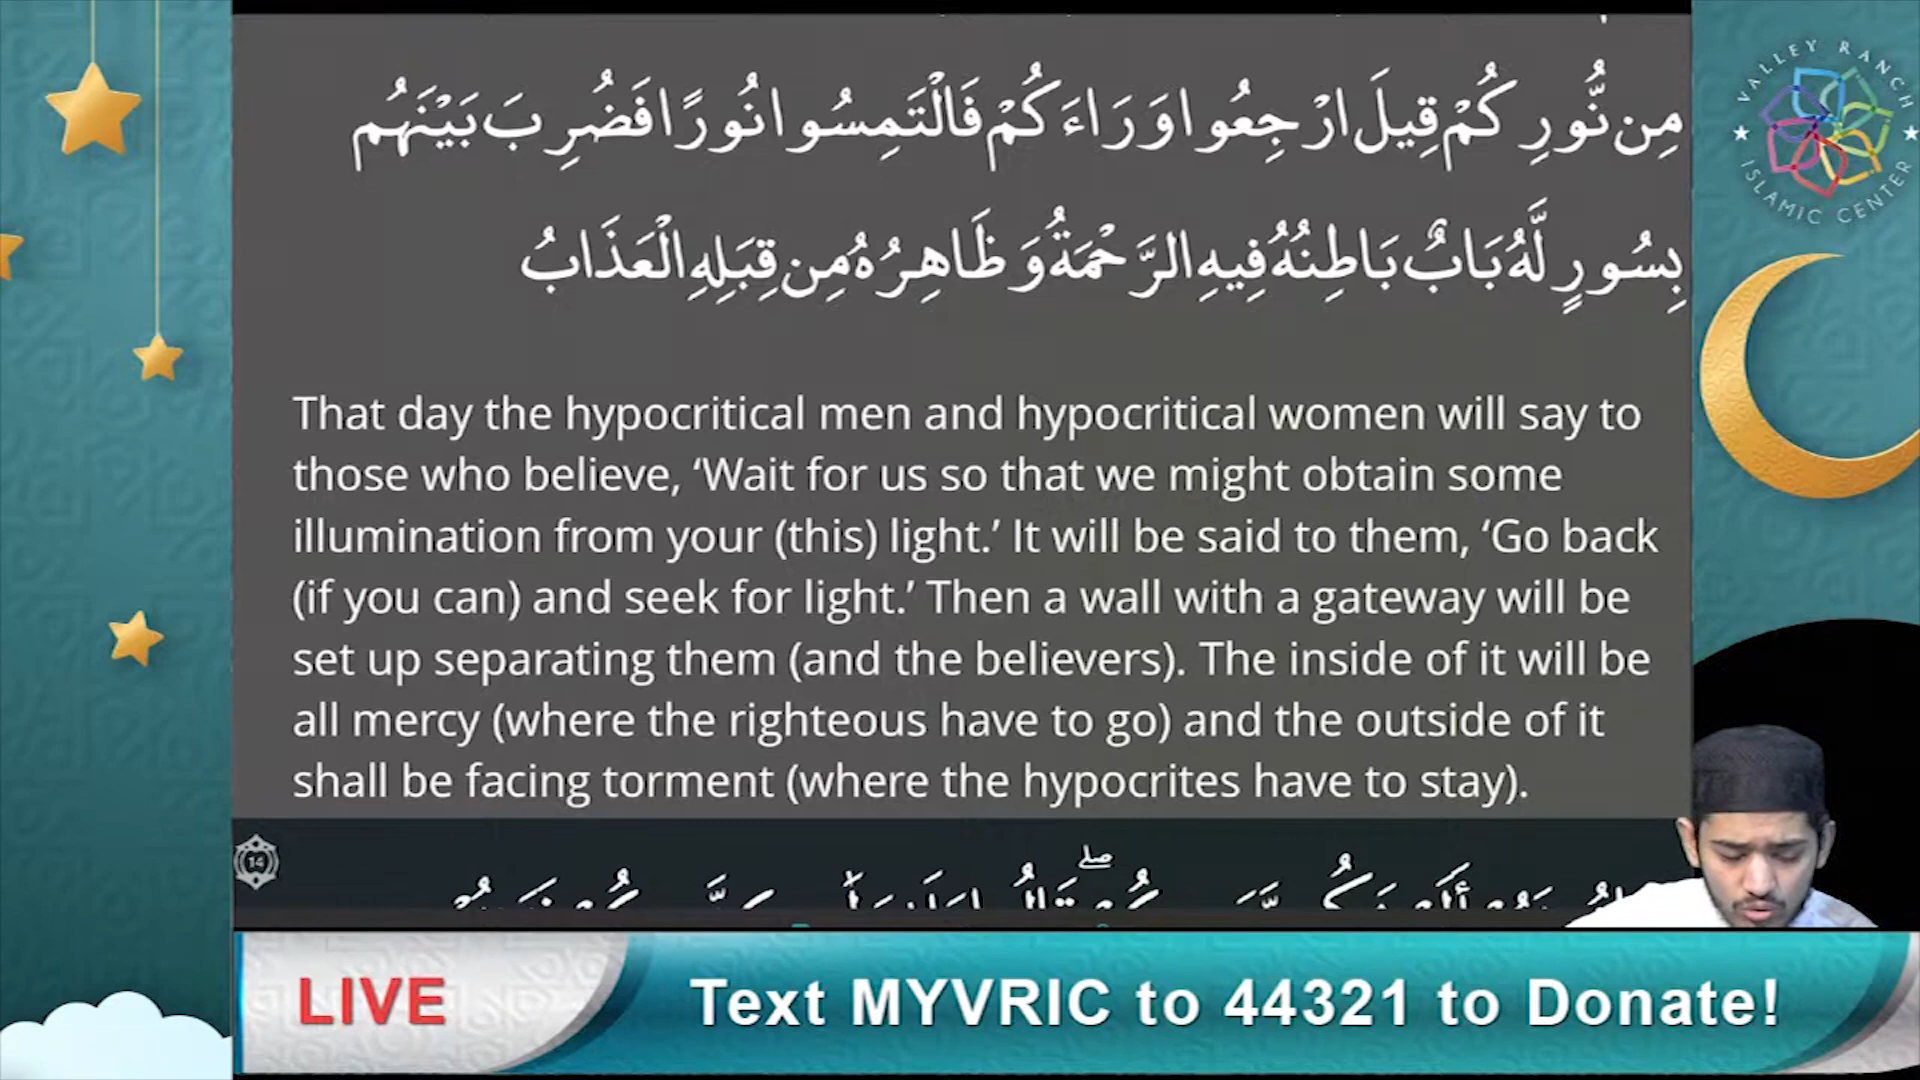 مِن نُّورِكُمْ قِيلَ ارْجِعُوا وَرَاءَكُمْ فَالْتَمِسُوا نُورًا فَضُرِبَ بَيْنَهُم
بِسُورٍ لَّهُ بَابٌ بَاطِنُهُ فِيهِ الرَّحْمَةُ وَظَاهِرُهُ مِن قِبَلِهِ الْعَذَابُ
That day the hypocritical men and hypocritical women will say to
those who believe, ‘Wait for us so that we might obtain some
illumination from your (this) light.’ It will be said to them, ‘Go back
(if you can) and seek for light.’ Then a wall with a gateway will be
set up separating them (and the believers). The inside of it will be
all mercy (where the righteous have to go) and the outside of it
shall be facing torment (where the hypocrites have to stay).
14
VALLEY RANCH
ISLAMIC CENTER
LIVE
Text MYVRIC to 44321 to Donate!